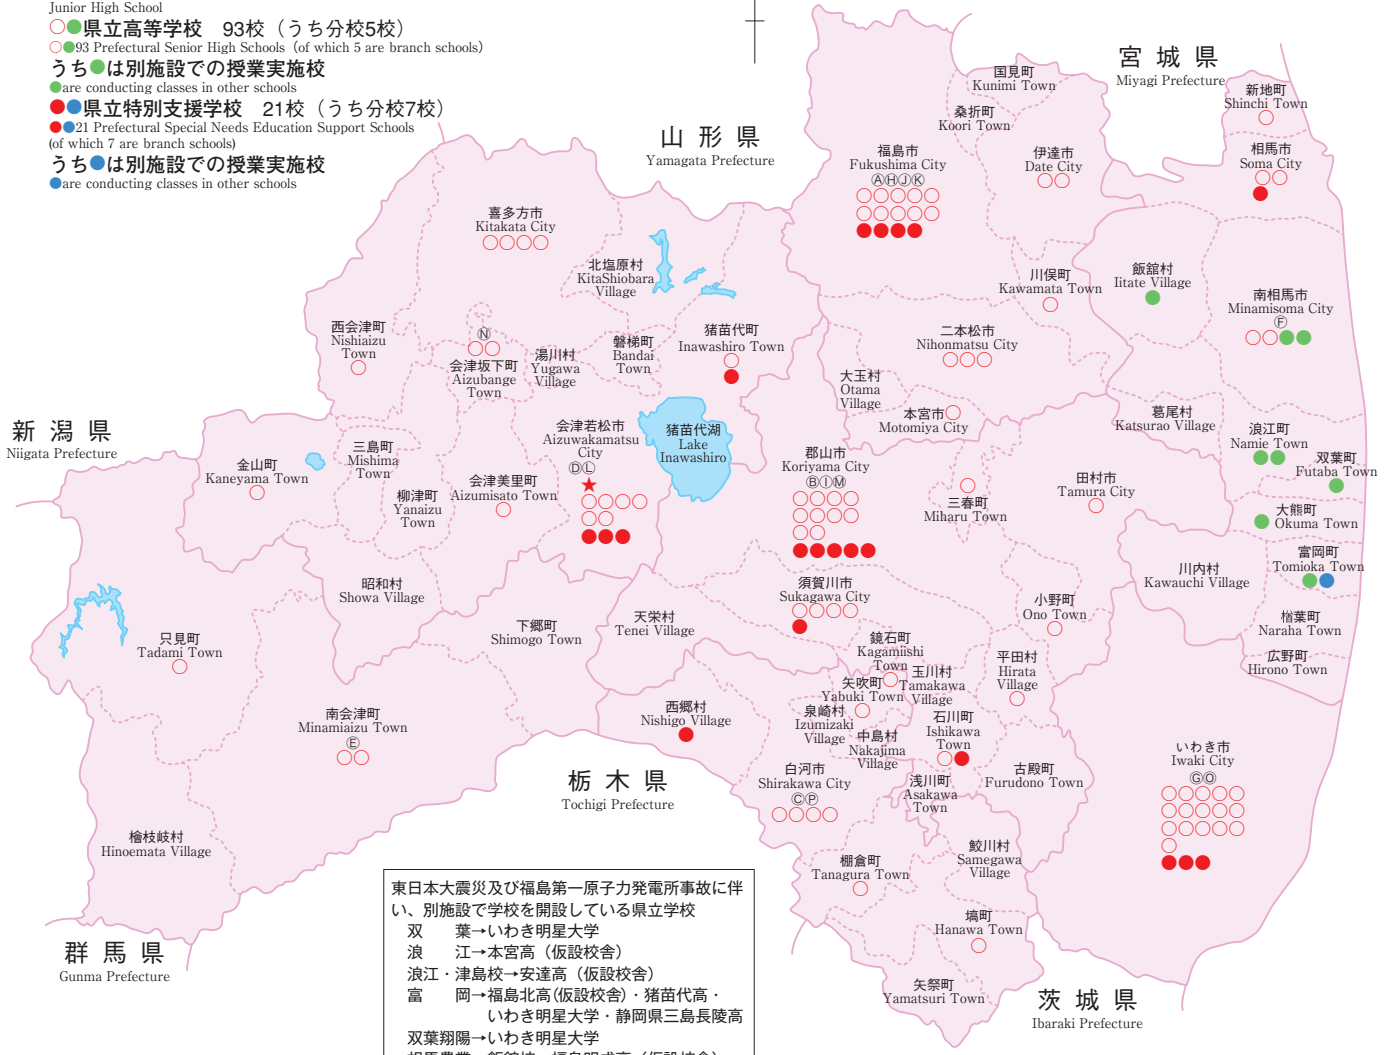 Junior High School
県立高等学校 93校（うち分校5校）
93 Prefectural Senior High Schools (of which 5 are branch schools)
うち●は別施設での授業実施校
●are conducting classes in other schools
県立特別支援学校 21校（うち分校7校）
21 Prefectural Special Needs Education Support Schools
(of which 7 are branch schools)
うち●は別施設での授業実施校
●are conducting classes in other schools
宮城県
Miyagi Prefecture
山形県
Yamagata Prefecture
新潟県
Niigata Prefecture
群馬県
Gunma Prefecture
栃木県
Tochigi Prefecture
茨城県
Ibaraki Prefecture
国見町
Kunimi Town
桑折町
Koori Town
新地町
Shinchi Town
福島市
Fukushima City
ⒶⒽⒿⓀ
伊達市
Date City
相馬市
Soma City
喜多方市
Kitakata City
北塩原村
KitaShiobara
Village
川俣町
Kawamata Town
飯舘村
Iitate Village
南相馬市
Minamisoma City
Ⓕ
西会津町
Nishiaizu
Town
Ⓝ
会津坂下町
Aizubange
Town
湯川村
Yugawa
Village
磐梯町
Bandai
Town
猪苗代町
Inawashiro Town
二本松市
Nihonmatsu City
大玉村
Otama
Village
本宮市
Motomiya City
葛尾村
Katsurao Village
浪江町
Namie Town
双葉町
Futaba Town
大熊町
Okuma Town
富岡町
Tomioka Town
楢葉町
Naraha Town
広野町
Hirono Town
金山町
Kaneyama Town
三島町
Mishima
Town
柳津町
Yanaizu
Town
会津美里町
Aizumisato Town
会津若松市
Aizuwakamatsu
City
ⒹⓁ
★
猪苗代湖
Lake
Inawashiro
郡山市
Koriyama City
ⒷⒾⓂ
三春町
Miharu Town
田村市
Tamura City
川内村
Kawauchi Village
昭和村
Showa Village
只見町
Tadami Town
下郷町
Shimogo Town
天栄村
Tenei Village
須賀川市
Sukagawa City
小野町
Ono Town
鏡石町
Kagamiishi
Town
玉川村
Tamakawa
Village
平田村
Hirata
Village
矢吹町
Yabuki Town
泉崎村
Izumizaki
Village
中島村
Nakajima
Village
石川町
Ishikawa
Town
南会津町
Minamiaizu Town
Ⓔ
西郷村
Nishigo Village
白河市
Shirakawa City
ⒸⓅ
浅川町
Asakawa
Town
古殿町
Furudono Town
いわき市
Iwaki City
ⒼⓄ
檜枝岐村
Hinoemata Village
棚倉町
Tanagura Town
鮫川村
Samegawa
Village
塙町
Hanawa Town
矢祭町
Yamatsuri Town
東日本大震災及び福島第一原子力発電所事故に伴
い、別施設で学校を開設している県立学校
双　　葉→いわき明星大学
浪　　江→本宮高（仮設校舎）
浪江・津島校→安達高（仮設校舎）
富　　岡→福島北高(仮設校舎)・猪苗代高・
いわき明星大学・静岡県三島長陵高
双葉翔陽→いわき明星大学
相馬農業・飯舘校→福島明成高（仮設校舎）